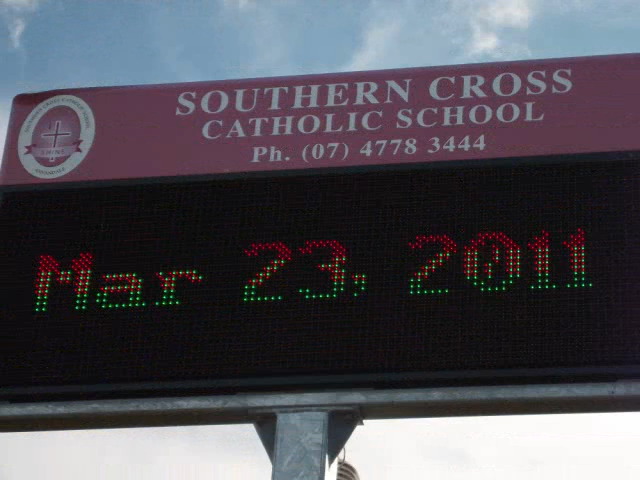 SOUTHERN CROSS
CATHOLIC SCHOOL
Ph. (07) 4778 3444
Mar 23, 2011